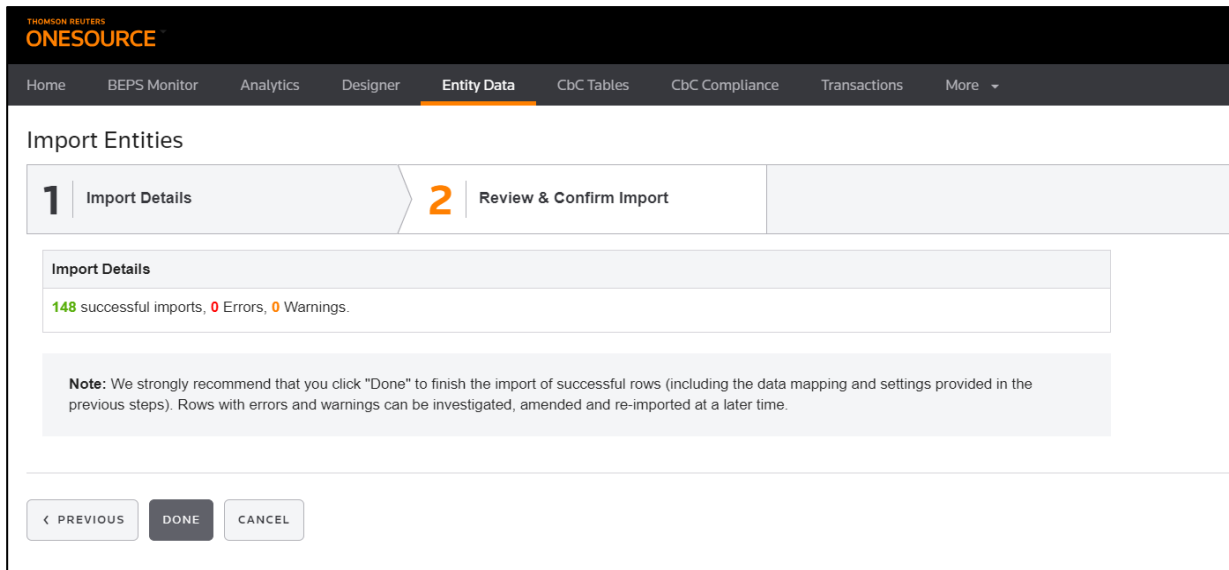 THOMSON REUTERS
ONESOURCE
Home BEPS Monitor Analytics Designer Entity Data CbC Tables CbC Compliance Transactions More
Import Entities
1 Import Details 2 Review & Confirm Import
Import Details
148 successful imports, 0 Errors, 0 Warnings.
Note: We strongly recommend that you click "Done" to finish the import of successful rows (including the data mapping and settings provided in the
previous steps). Rows with errors and warnings can be investigated, amended and re-imported at a later time.
< PREVIOUS DONE CANCEL